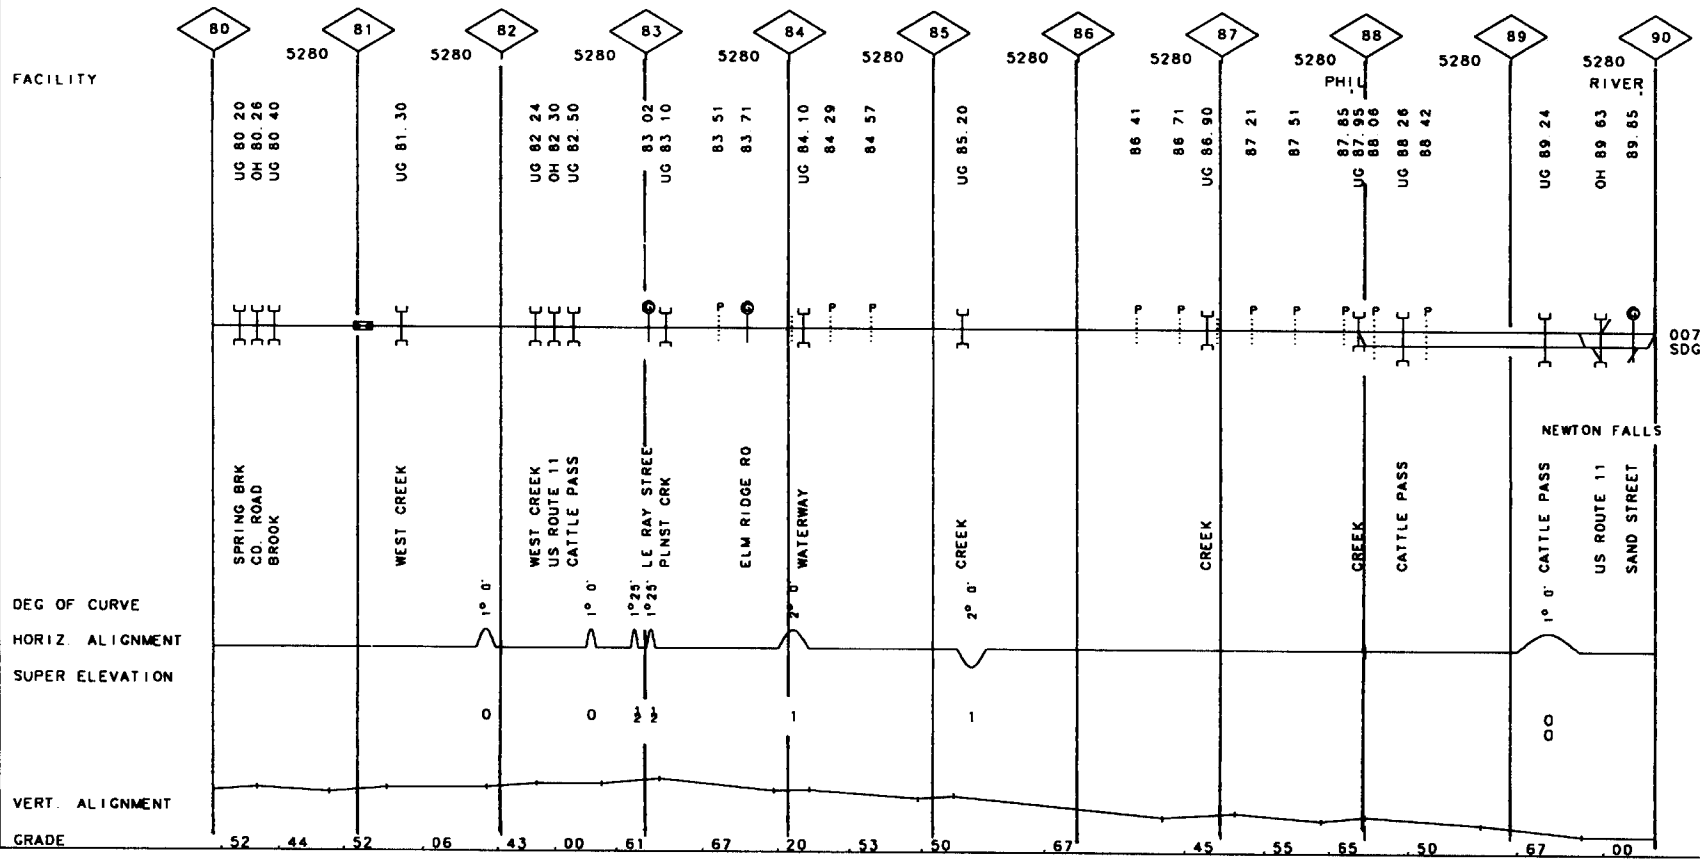 80 81 82 83 84 85 86 87 88 89 90
5280 5280 5280 5280 5280 5280 5280 5280 5280 5280
FACILITY
PHIL
RIVER
UG 80 20
OH 80.26
UG 80 40
UG 81.30
UG 82 24
OH 82 30
UG 82.50
83 02
UG 83 10
83 51
83 71
UG 84.10
84 29
84 57
UG 85.20
86 41
86 71
UG 86.90
87 21
87 51
87.85
UG 87.95
88.06
UG 88 26
88 42
UG 89 24
OH 89 63
89.85
P P P P P P P P P P
007
SDG
NEWTON FALLS
SPRING BRK
CO. ROAD
BROOK
WEST CREEK
WEST CREEK
US ROUTE 11
CATTLE PASS
LE RAY STREE
PLNST CRK
ELM RIDGE RO
WATERWAY
CREEK
CREEK
CREEK
CATTLE PASS
CATTLE PASS
US ROUTE 11
SAND STREET
DEG OF CURVE
1° 0' 1° 0' 1°25' 1°25' 2° 0' 2° 0' 1° 0'
HORIZ. ALIGNMENT
SUPER ELEVATION
0 0 ½ ½ 1 1 0
0
VERT. ALIGNMENT
GRADE
.52 .44 .52 .06 .43 .00 .61 .67 .20 .53 .50 .67 .45 .55 .65 .50 .67 .00